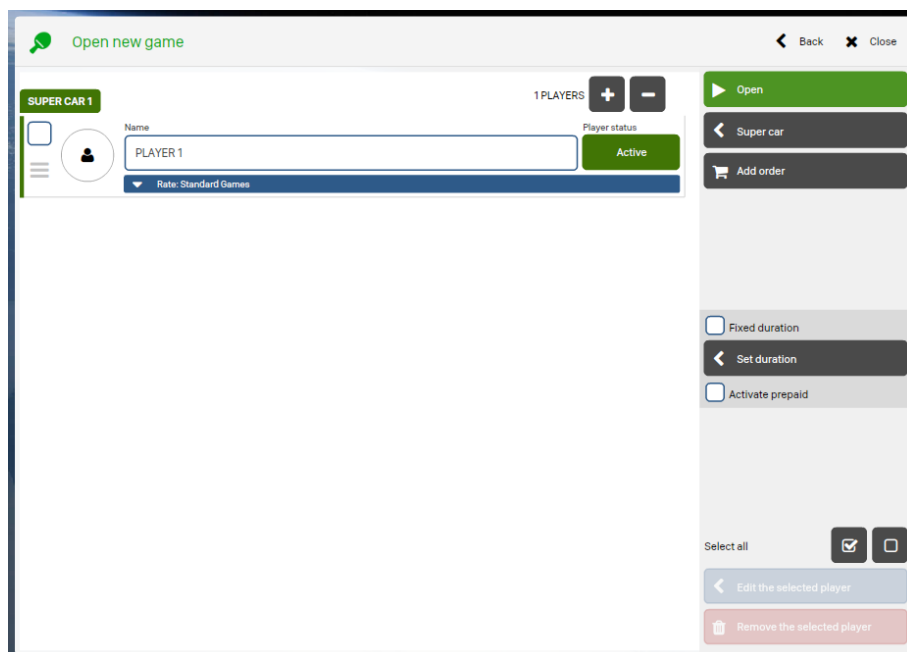 Open new game
Back
Close
SUPER CAR 1
1 PLAYERS
Name
Player status
PLAYER 1
Active
Rate: Standard Games
Open
Super car
Add order
Fixed duration
Set duration
Activate prepaid
Select all
Edit the selected player
Remove the selected player